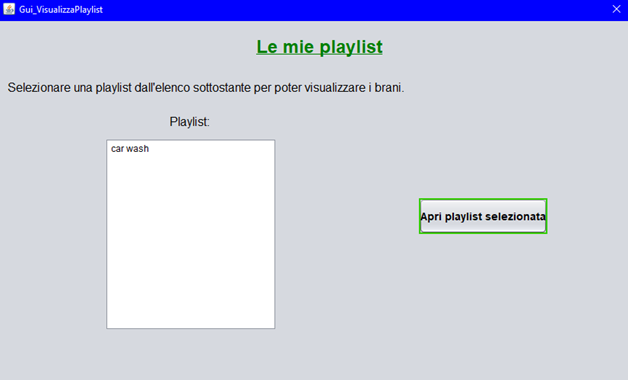 Gui_VisualizzaPlaylist
Le mie playlist
Selezionare una playlist dall'elenco sottostante per poter visualizzare i brani.
Playlist:
car wash
Apri playlist selezionata